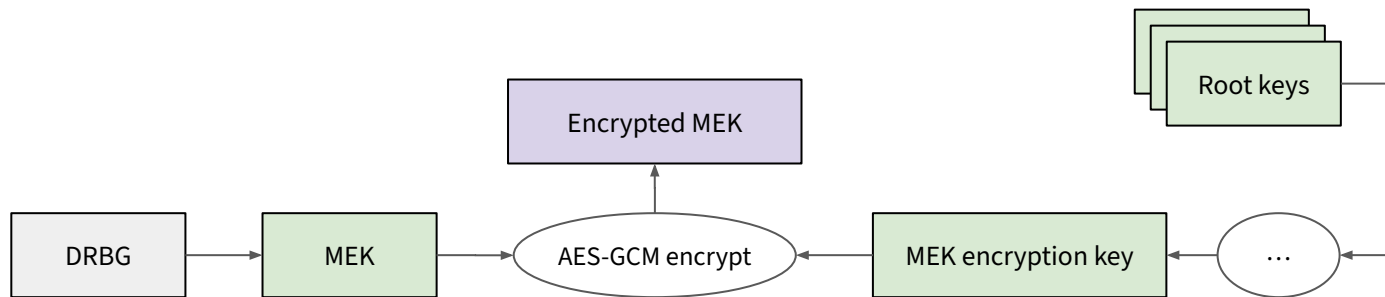 Root keys
Encrypted MEK
DRBG
MEK
AES-GCM encrypt
MEK encryption key
…